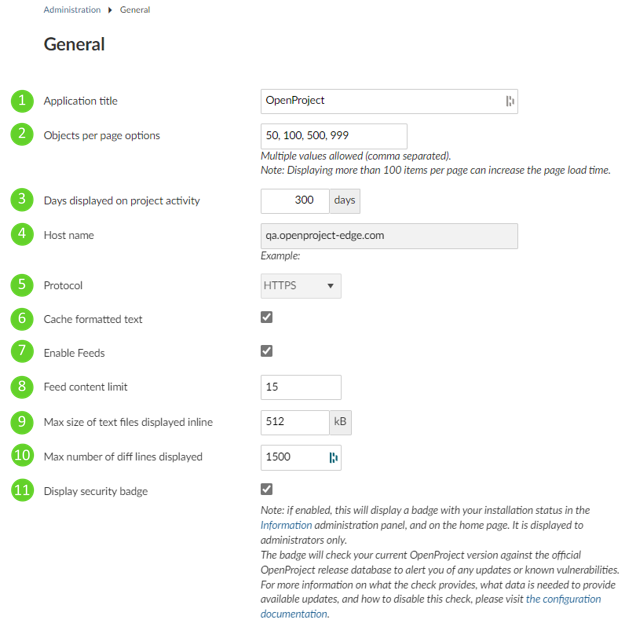 Administration ▸ General
General
1 Application title OpenProject
2 Objects per page options 50, 100, 500, 999
Multiple values allowed (comma separated).
Note: Displaying more than 100 items per page can increase the page load time.
3 Days displayed on project activity 300 days
4 Host name qa.openproject-edge.com
Example:
5 Protocol HTTPS
6 Cache formatted text
7 Enable Feeds
8 Feed content limit 15
9 Max size of text files displayed inline 512 kB
10 Max number of diff lines displayed 1500
11 Display security badge
Note: if enabled, this will display a badge with your installation status in the
Information administration panel, and on the home page. It is displayed to
administrators only.
The badge will check your current OpenProject version against the official
OpenProject release database to alert you of any updates or known vulnerabilities.
For more information on what the check provides, what data is needed to provide
available updates, and how to disable this check, please visit the configuration
documentation.